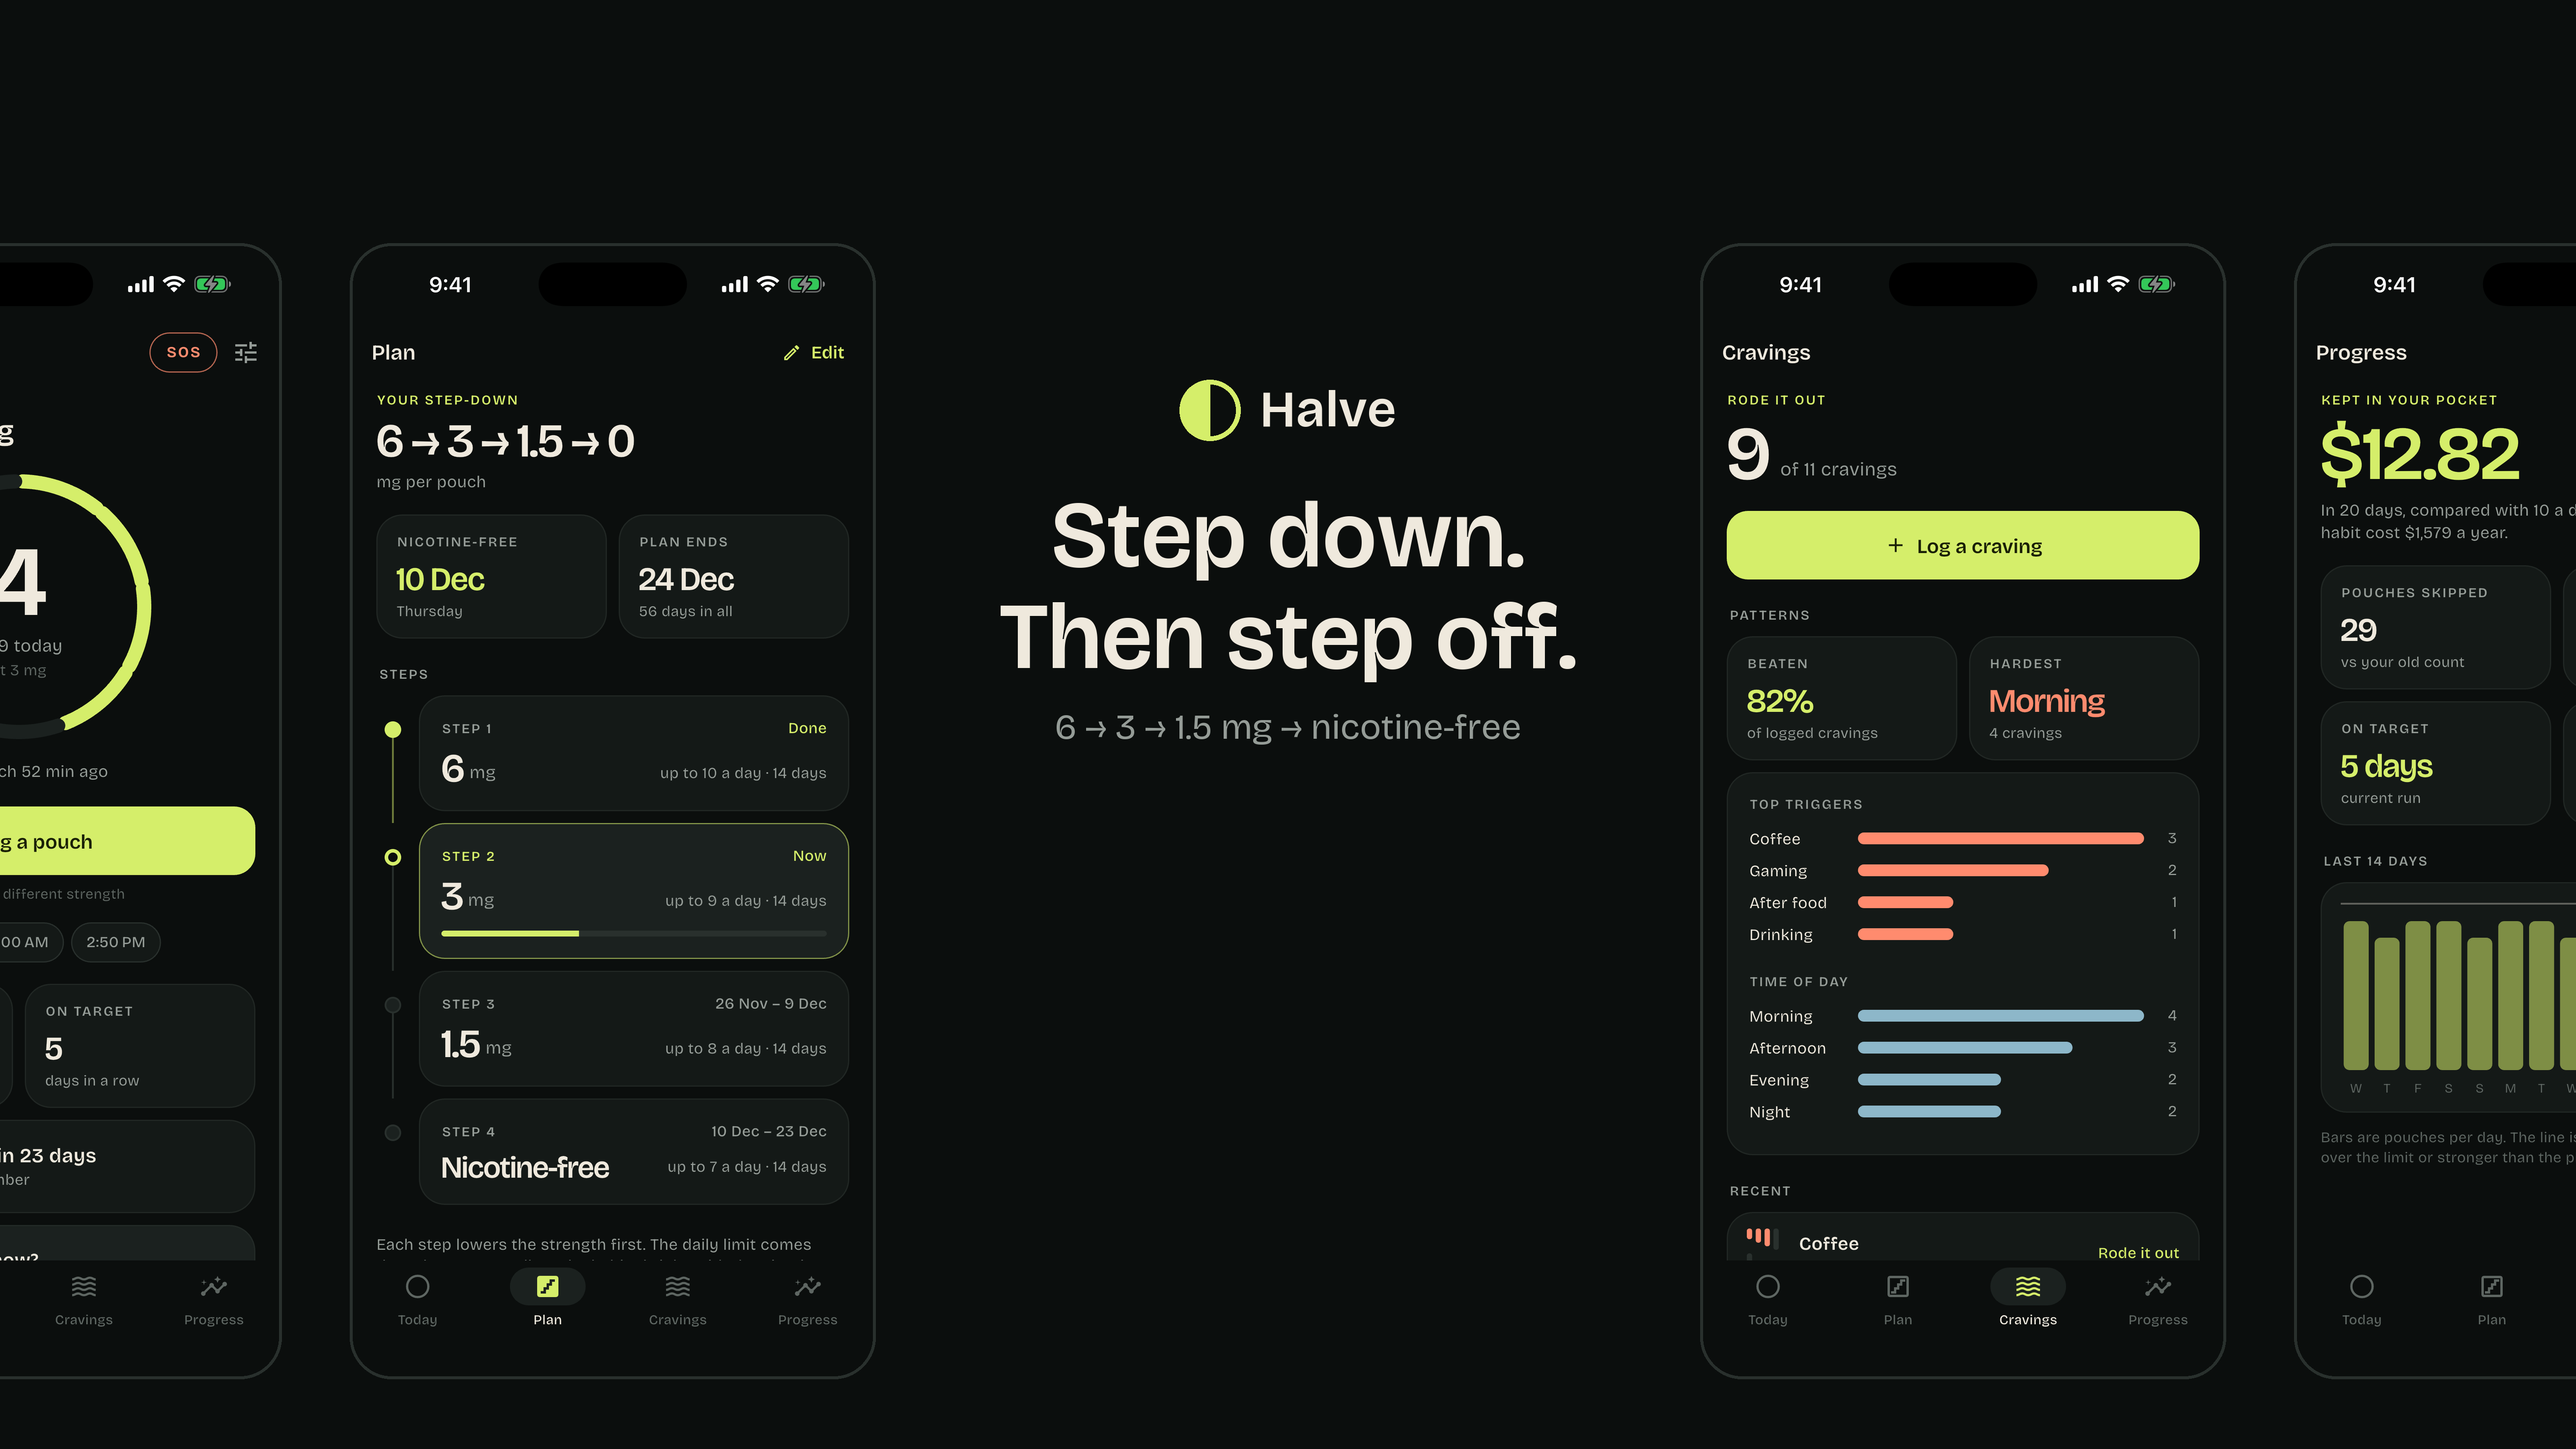 SOS
g
4
9 today
t 3 mg
ch 52 min ago
g a pouch
different strength
00 AM
2:50 PM
ON TARGET
5
days in a row
in 23 days
nber
now?
Cravings
Progress
9:41
Plan
Edit
YOUR STEP-DOWN
6 → 3 → 1.5 → 0
mg per pouch
NICOTINE-FREE
10 Dec
Thursday
PLAN ENDS
24 Dec
56 days in all
STEPS
STEP 1
Done
6 mg
up to 10 a day · 14 days
STEP 2
Now
3 mg
up to 9 a day · 14 days
STEP 3
26 Nov – 9 Dec
1.5 mg
up to 8 a day · 14 days
STEP 4
10 Dec – 23 Dec
Nicotine-free
up to 7 a day · 14 days
Each step lowers the strength first. The daily limit comes
Today
Plan
Cravings
Progress
Halve
Step down.
Then step off.
6 → 3 → 1.5 mg → nicotine-free
9:41
Cravings
RODE IT OUT
9 of 11 cravings
+ Log a craving
PATTERNS
BEATEN
82%
of logged cravings
HARDEST
Morning
4 cravings
TOP TRIGGERS
Coffee 3
Gaming 2
After food 1
Drinking 1
TIME OF DAY
Morning 4
Afternoon 3
Evening 2
Night 2
RECENT
Coffee
Rode it out
Today
Plan
Cravings
Progress
9:41
Progress
KEPT IN YOUR POCKET
$12.82
In 20 days, compared with 10 a d
habit cost $1,579 a year.
POUCHES SKIPPED
29
vs your old count
ON TARGET
5 days
current run
LAST 14 DAYS
W T F S S M T W
Bars are pouches per day. The line is
over the limit or stronger than the p
Today
Plan